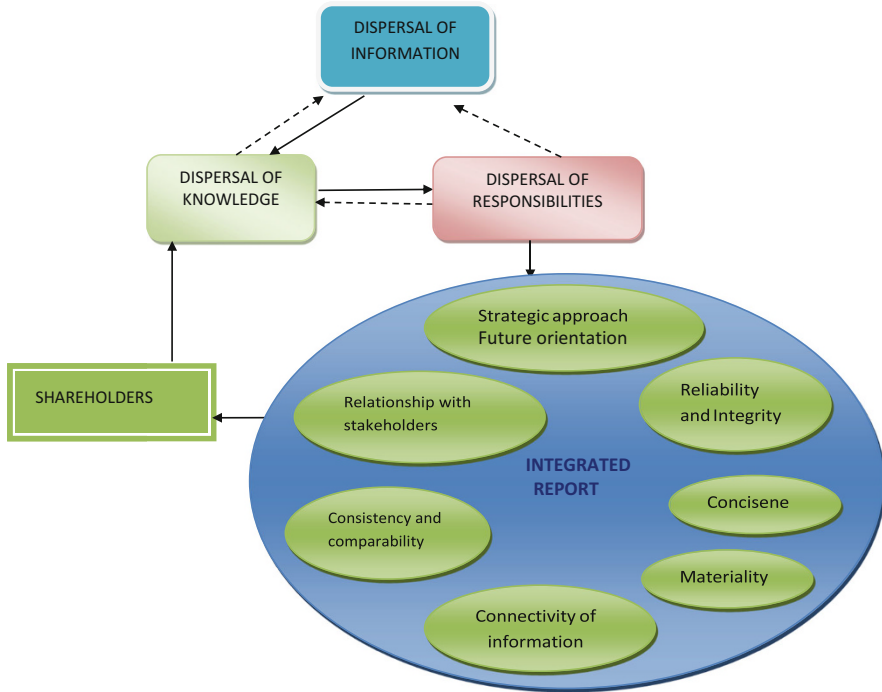 DISPERSAL OF
INFORMATION
DISPERSAL OF
KNOWLEDGE
DISPERSAL OF
RESPONSIBILITIES
Strategic approach
Future orientation
SHAREHOLDERS
Relationship with
stakeholders
Reliability
and Integrity
INTEGRATED
REPORT
Concisene
Consistency and
comparability
Materiality
Connectivity of
information